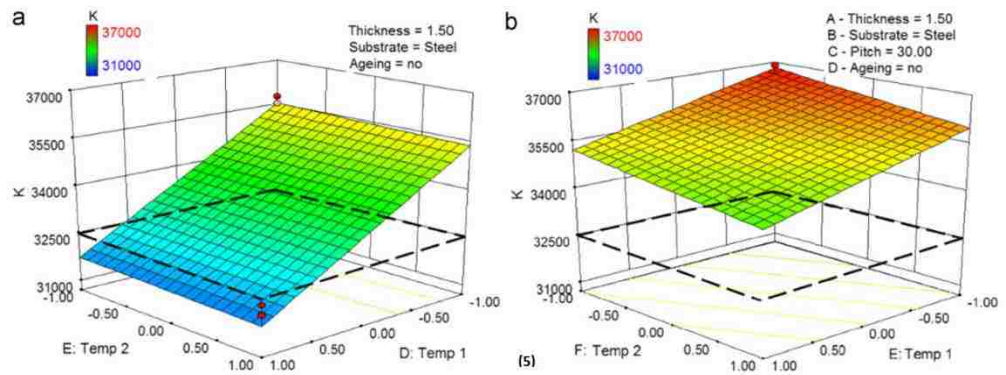 a
K
37000
31000
Thickness = 1.50
Substrate = Steel
Ageing = no
37000
35500
34000
K
32500
31000
-1.00
-0.50
0.00
0.50
1.00
E: Temp 2
1.00
0.50
0.00
-0.50
-1.00
D: Temp 1
b
K
37000
31000
A - Thickness = 1.50
B - Substrate = Steel
C - Pitch = 30.00
D - Ageing = no
37000
35500
34000
K
32500
31000
-1.00
-0.50
0.00
0.50
1.00
F: Temp 2
1.00
0.50
0.00
-0.50
-1.00
E: Temp 1
(5)